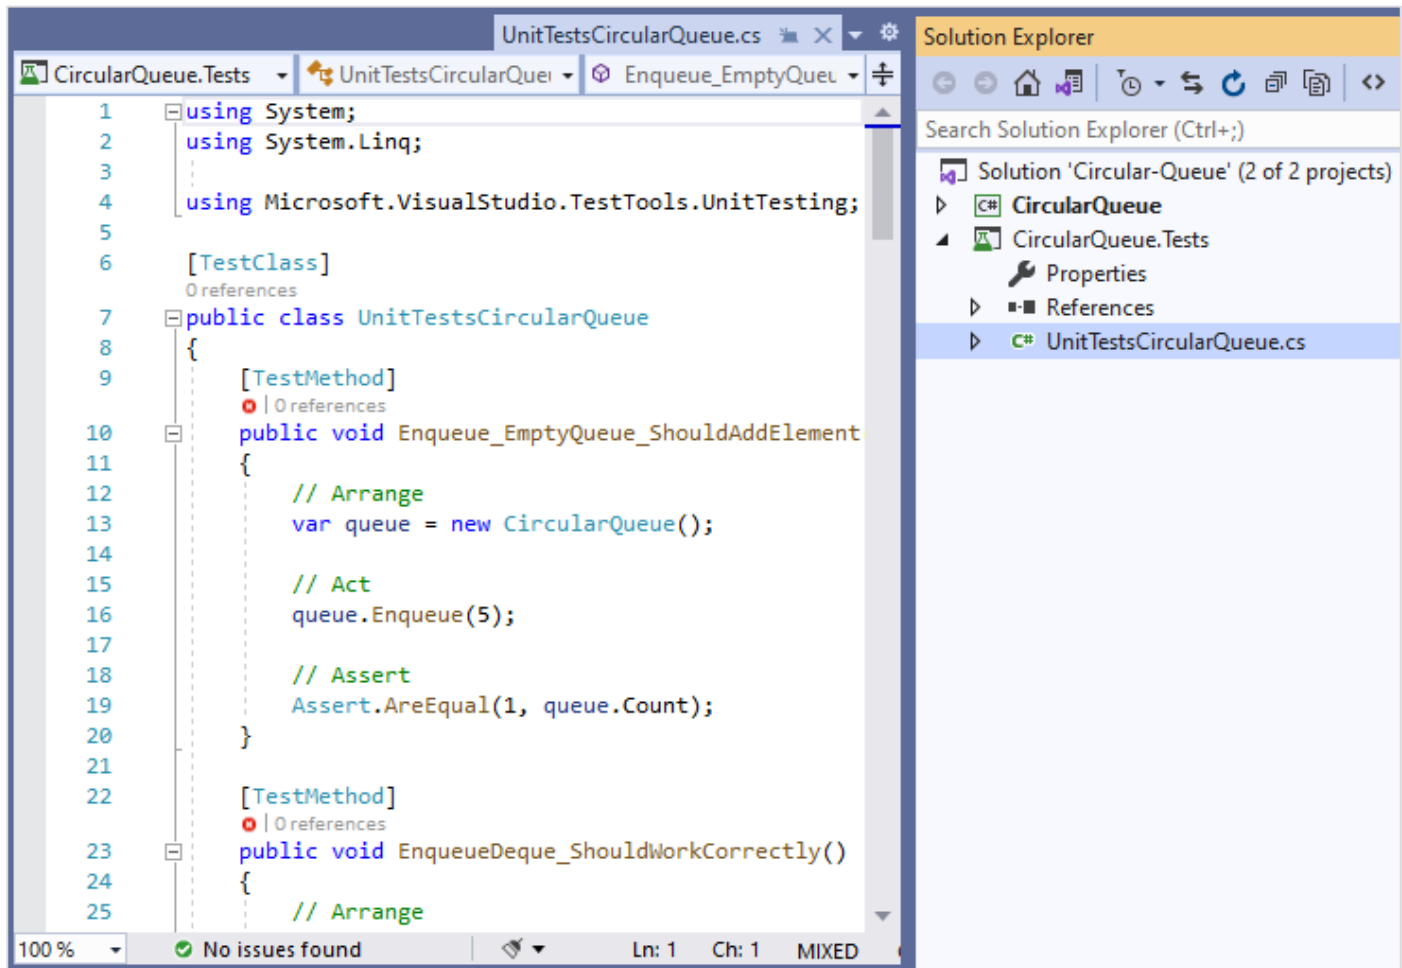 UnitTestsCircularQueue.cs
CircularQueue.Tests UnitTestsCircularQue Enqueue_EmptyQueu
1 using System;
2 using System.Linq;
3
4 using Microsoft.VisualStudio.TestTools.UnitTesting;
5
6 [TestClass]
0 references
7 public class UnitTestsCircularQueue
8 {
9 [TestMethod]
0 references
10 public void Enqueue_EmptyQueue_ShouldAddElement
11 {
12 // Arrange
13 var queue = new CircularQueue();
14
15 // Act
16 queue.Enqueue(5);
17
18 // Assert
19 Assert.AreEqual(1, queue.Count);
20 }
21
22 [TestMethod]
0 references
23 public void EnqueueDeque_ShouldWorkCorrectly()
24 {
25 // Arrange
100 % No issues found Ln: 1 Ch: 1 MIXED
Solution Explorer
Search Solution Explorer (Ctrl+;)
Solution 'Circular-Queue' (2 of 2 projects)
C# CircularQueue
CircularQueue.Tests
Properties
References
C# UnitTestsCircularQueue.cs